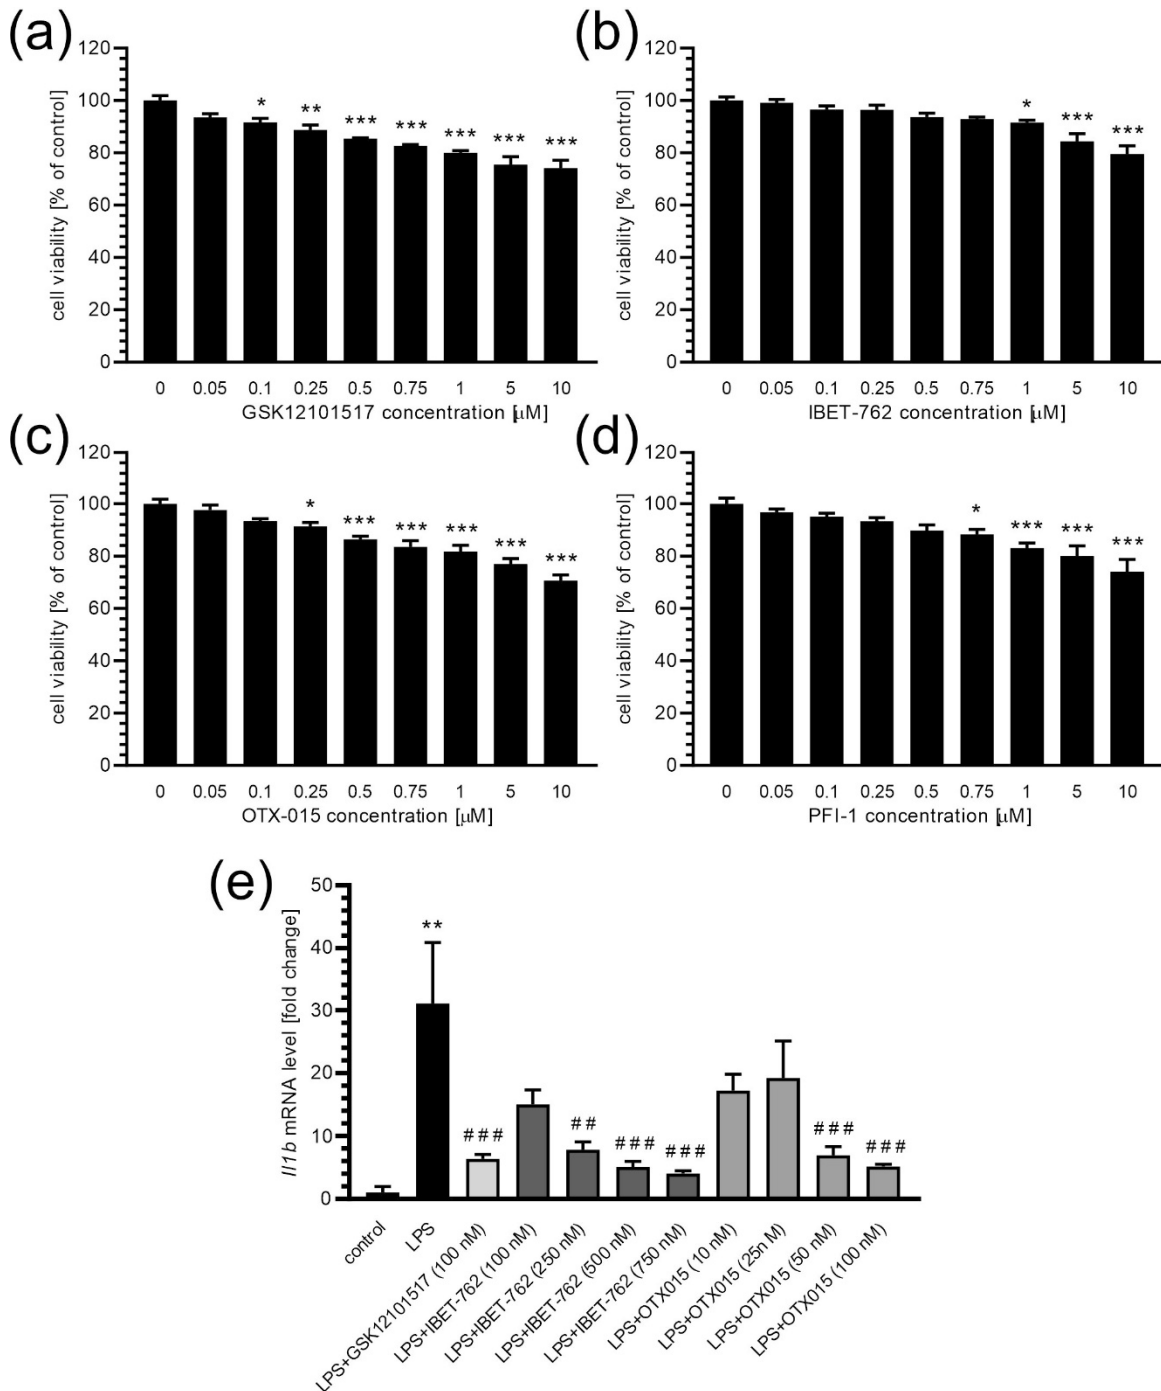 (a)
120
100
80
60
40
20
0
cell viability [% of control]
* ** *** *** *** *** ***
0 0.05 0.1 0.25 0.5 0.75 1 5 10
GSK12101517 concentration [µM]
(b)
120
100
80
60
40
20
0
cell viability [% of control]
* *** ***
0 0.05 0.1 0.25 0.5 0.75 1 5 10
IBET-762 concentration [µM]
(c)
120
100
80
60
40
20
0
cell viability [% of control]
* *** *** *** *** ***
0 0.05 0.1 0.25 0.5 0.75 1 5 10
OTX-015 concentration [µM]
(d)
120
100
80
60
40
20
0
cell viability [% of control]
* *** *** ***
0 0.05 0.1 0.25 0.5 0.75 1 5 10
PFI-1 concentration [µM]
(e)
50
40
30
20
10
0
Il1b mRNA level [fold change]
**
### ## ### ### ### ###
control
LPS
LPS+GSK12101517 (100 nM)
LPS+IBET-762 (100 nM)
LPS+IBET-762 (250 nM)
LPS+IBET-762 (500 nM)
LPS+IBET-762 (750 nM)
LPS+OTX015 (10 nM)
LPS+OTX015 (25n M)
LPS+OTX015 (50 nM)
LPS+OTX015 (100 nM)